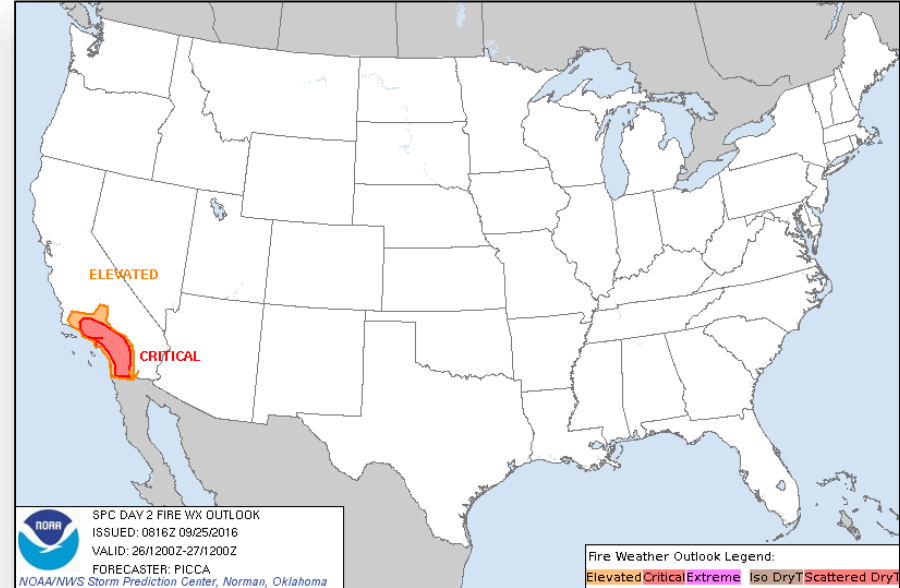 ELEVATED
CRITICAL
NOAA
SPC DAY 2 FIRE WX OUTLOOK
ISSUED: 0816Z 09/25/2016
VALID: 26/1200Z-27/1200Z
FORECASTER: PICCA
NOAA/NWS Storm Prediction Center, Norman, Oklahoma
Fire Weather Outlook Legend:
Elevated Critical Extreme Iso DryT Scattered DryT